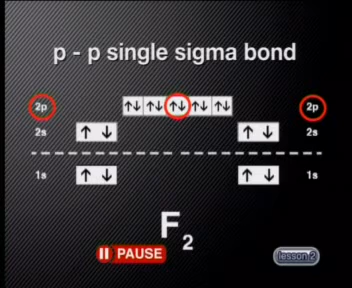 p - p single sigma bond
2p ↑↓ ↑↓ ↑↓ ↑↓ ↑↓ 2p
2s ↑ ↓ ↑ ↓ 2s
1s ↑ ↓ ↑ ↓ 1s
F2
PAUSE
lesson 2